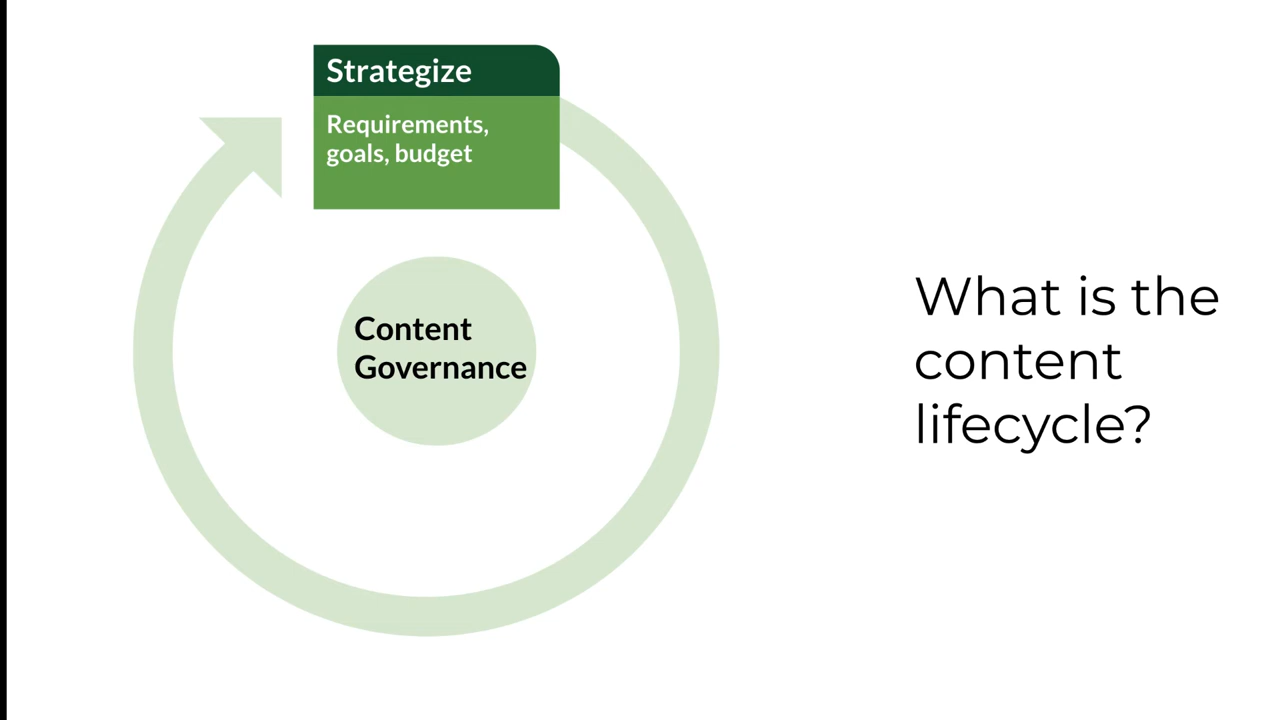 Strategize
Requirements,
goals, budget
Content
Governance
What is the
content
lifecycle?